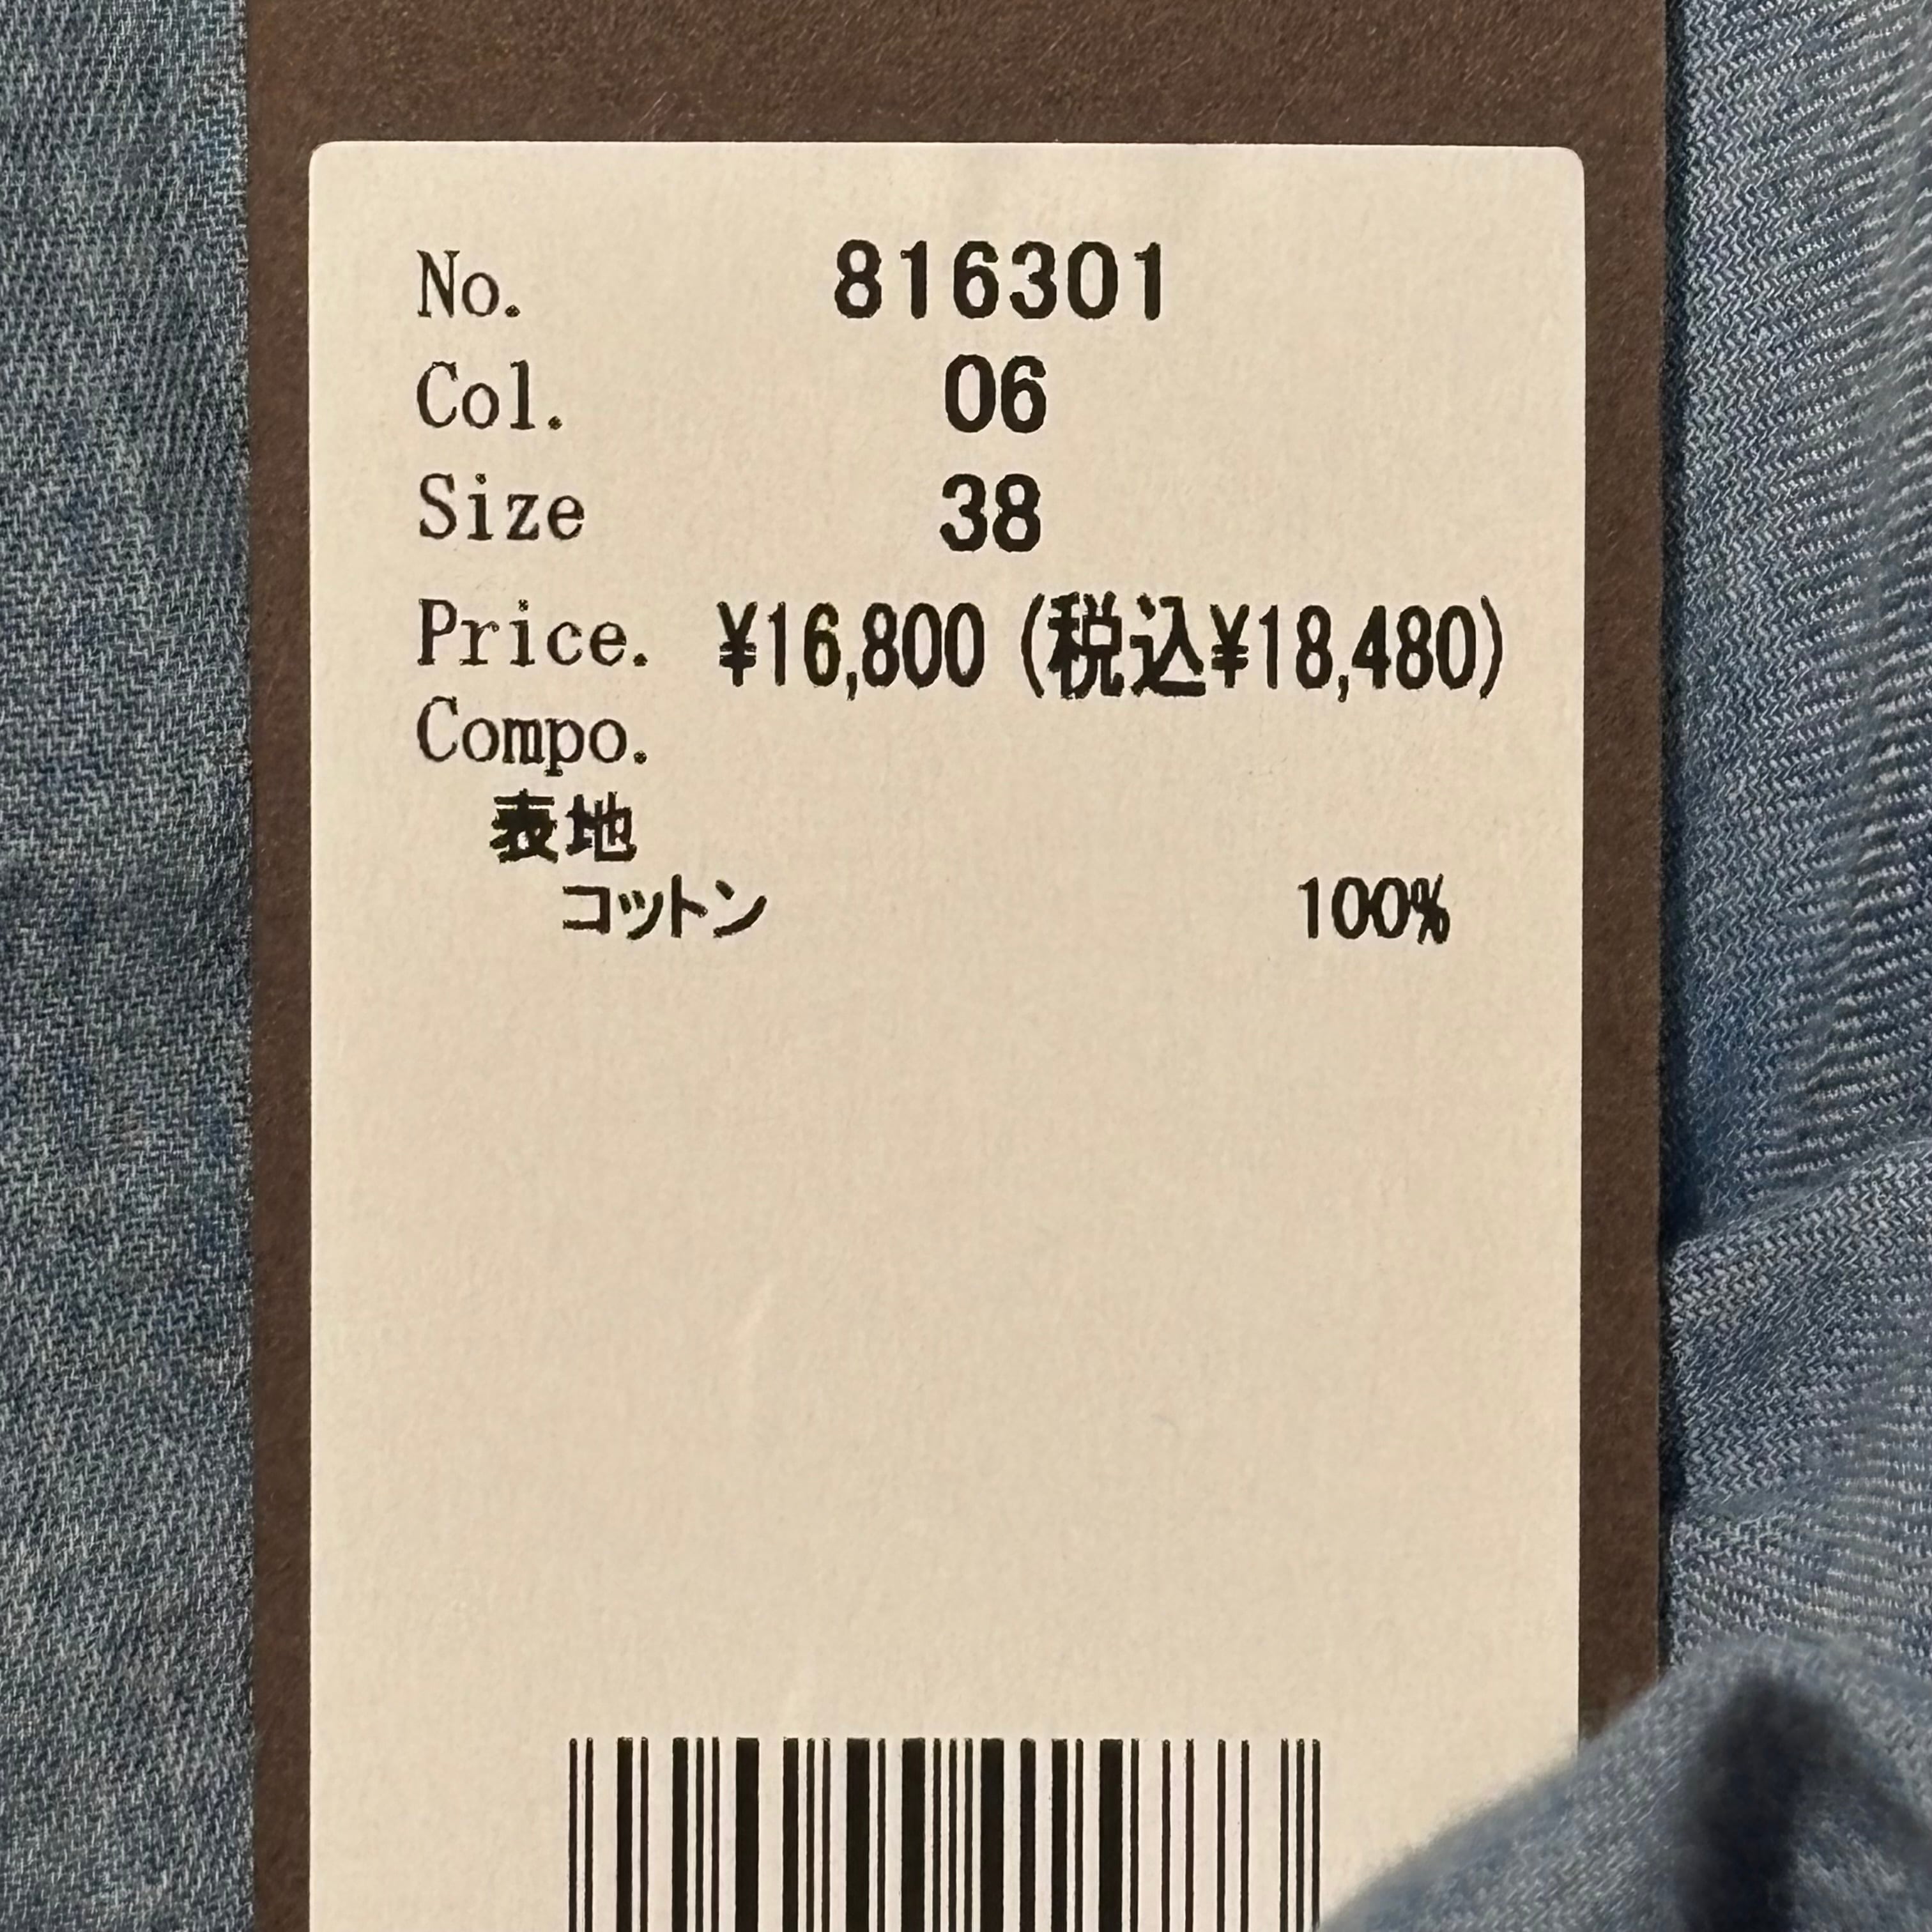 No. 816301
Col. 06
Size 38
Price. ¥16,800 (税込¥18,480)
Compo.
表地
コットン 100%